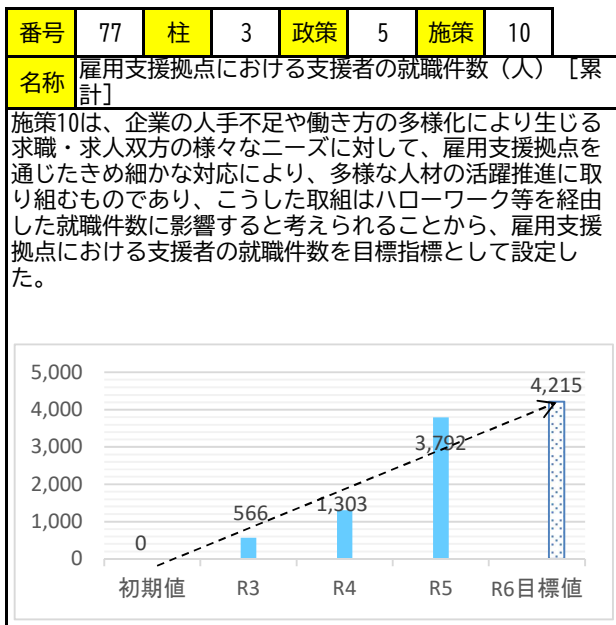 番号 77 柱 3 政策 5 施策 10
名称 雇用支援拠点における支援者の就職件数（人）［累
計］
施策10は、企業の人手不足や働き方の多様化により生じる
求職・求人双方の様々なニーズに対して、雇用支援拠点を
通じたきめ細かな対応により、多様な人材の活躍推進に取
り組むものであり、こうした取組はハローワーク等を経由
した就職件数に影響すると考えられることから、雇用支援
拠点における支援者の就職件数を目標指標として設定し
た。
5,000
4,000
3,000
2,000
1,000
0
0
566
1,303
3,792
4,215
初期値 R3 R4 R5 R6目標値